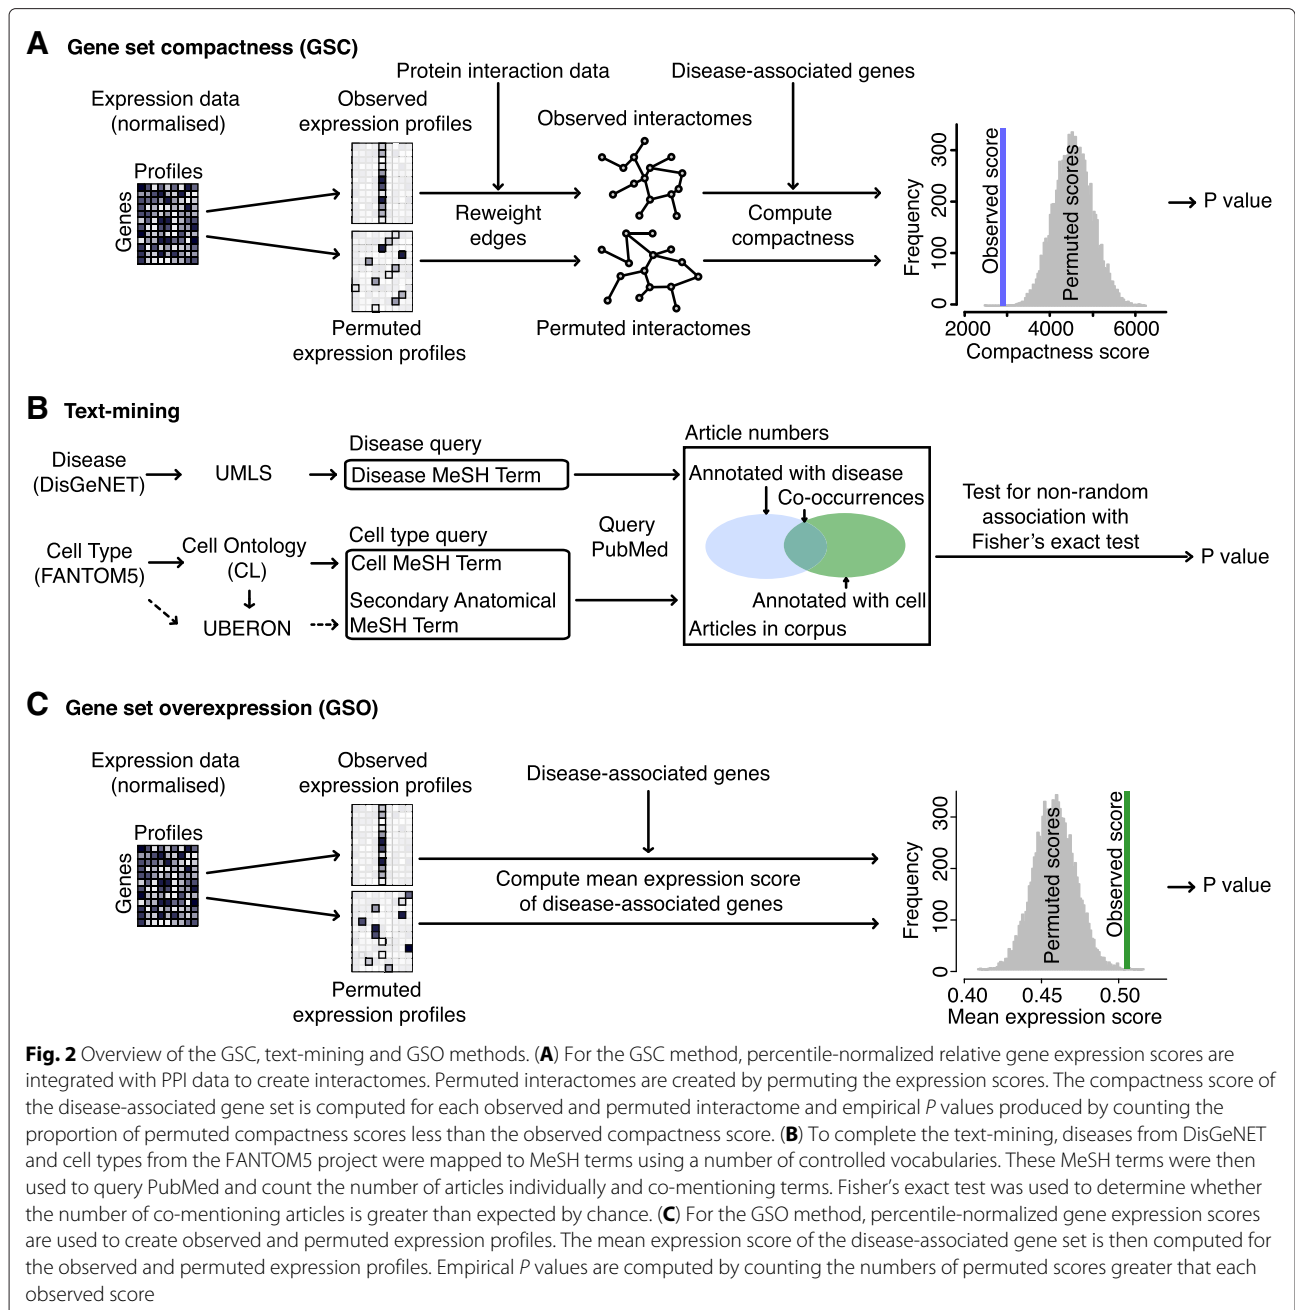 A Gene set compactness (GSC)
Protein interaction data
Disease-associated genes
Expression data
(normalised)
Observed
expression profiles
Observed interactomes
Profiles
Genes
Reweight
edges
Compute
compactness
Permuted
expression profiles
Permuted interactomes
Frequency
0
100
200
300
Observed score
Permuted scores
2000
4000
6000
Compactness score
P value
B Text-mining
Disease
(DisGeNET)
UMLS
Disease query
Disease MeSH Term
Cell Type
(FANTOM5)
Cell Ontology
(CL)
UBERON
Cell type query
Cell MeSH Term
Secondary Anatomical
MeSH Term
Query
PubMed
Article numbers
Annotated with disease
Co-occurrences
Annotated with cell
Articles in corpus
Test for non-random
association with
Fisher's exact test
P value
C Gene set overexpression (GSO)
Expression data
(normalised)
Observed
expression profiles
Disease-associated genes
Profiles
Genes
Compute mean expression score
of disease-associated genes
Permuted
expression profiles
Frequency
0
100
200
300
Permuted scores
Observed score
0.40
0.45
0.50
Mean expression score
P value
Fig. 2 Overview of the GSC, text-mining and GSO methods. (A) For the GSC method, percentile-normalized relative gene expression scores are
integrated with PPI data to create interactomes. Permuted interactomes are created by permuting the expression scores. The compactness score of
the disease-associated gene set is computed for each observed and permuted interactome and empirical P values produced by counting the
proportion of permuted compactness scores less than the observed compactness score. (B) To complete the text-mining, diseases from DisGeNET
and cell types from the FANTOM5 project were mapped to MeSH terms using a number of controlled vocabularies. These MeSH terms were then
used to query PubMed and count the number of articles individually and co-mentioning terms. Fisher's exact test was used to determine whether
the number of co-mentioning articles is greater than expected by chance. (C) For the GSO method, percentile-normalized gene expression scores
are used to create observed and permuted expression profiles. The mean expression score of the disease-associated gene set is then computed for
the observed and permuted expression profiles. Empirical P values are computed by counting the numbers of permuted scores greater that each
observed score